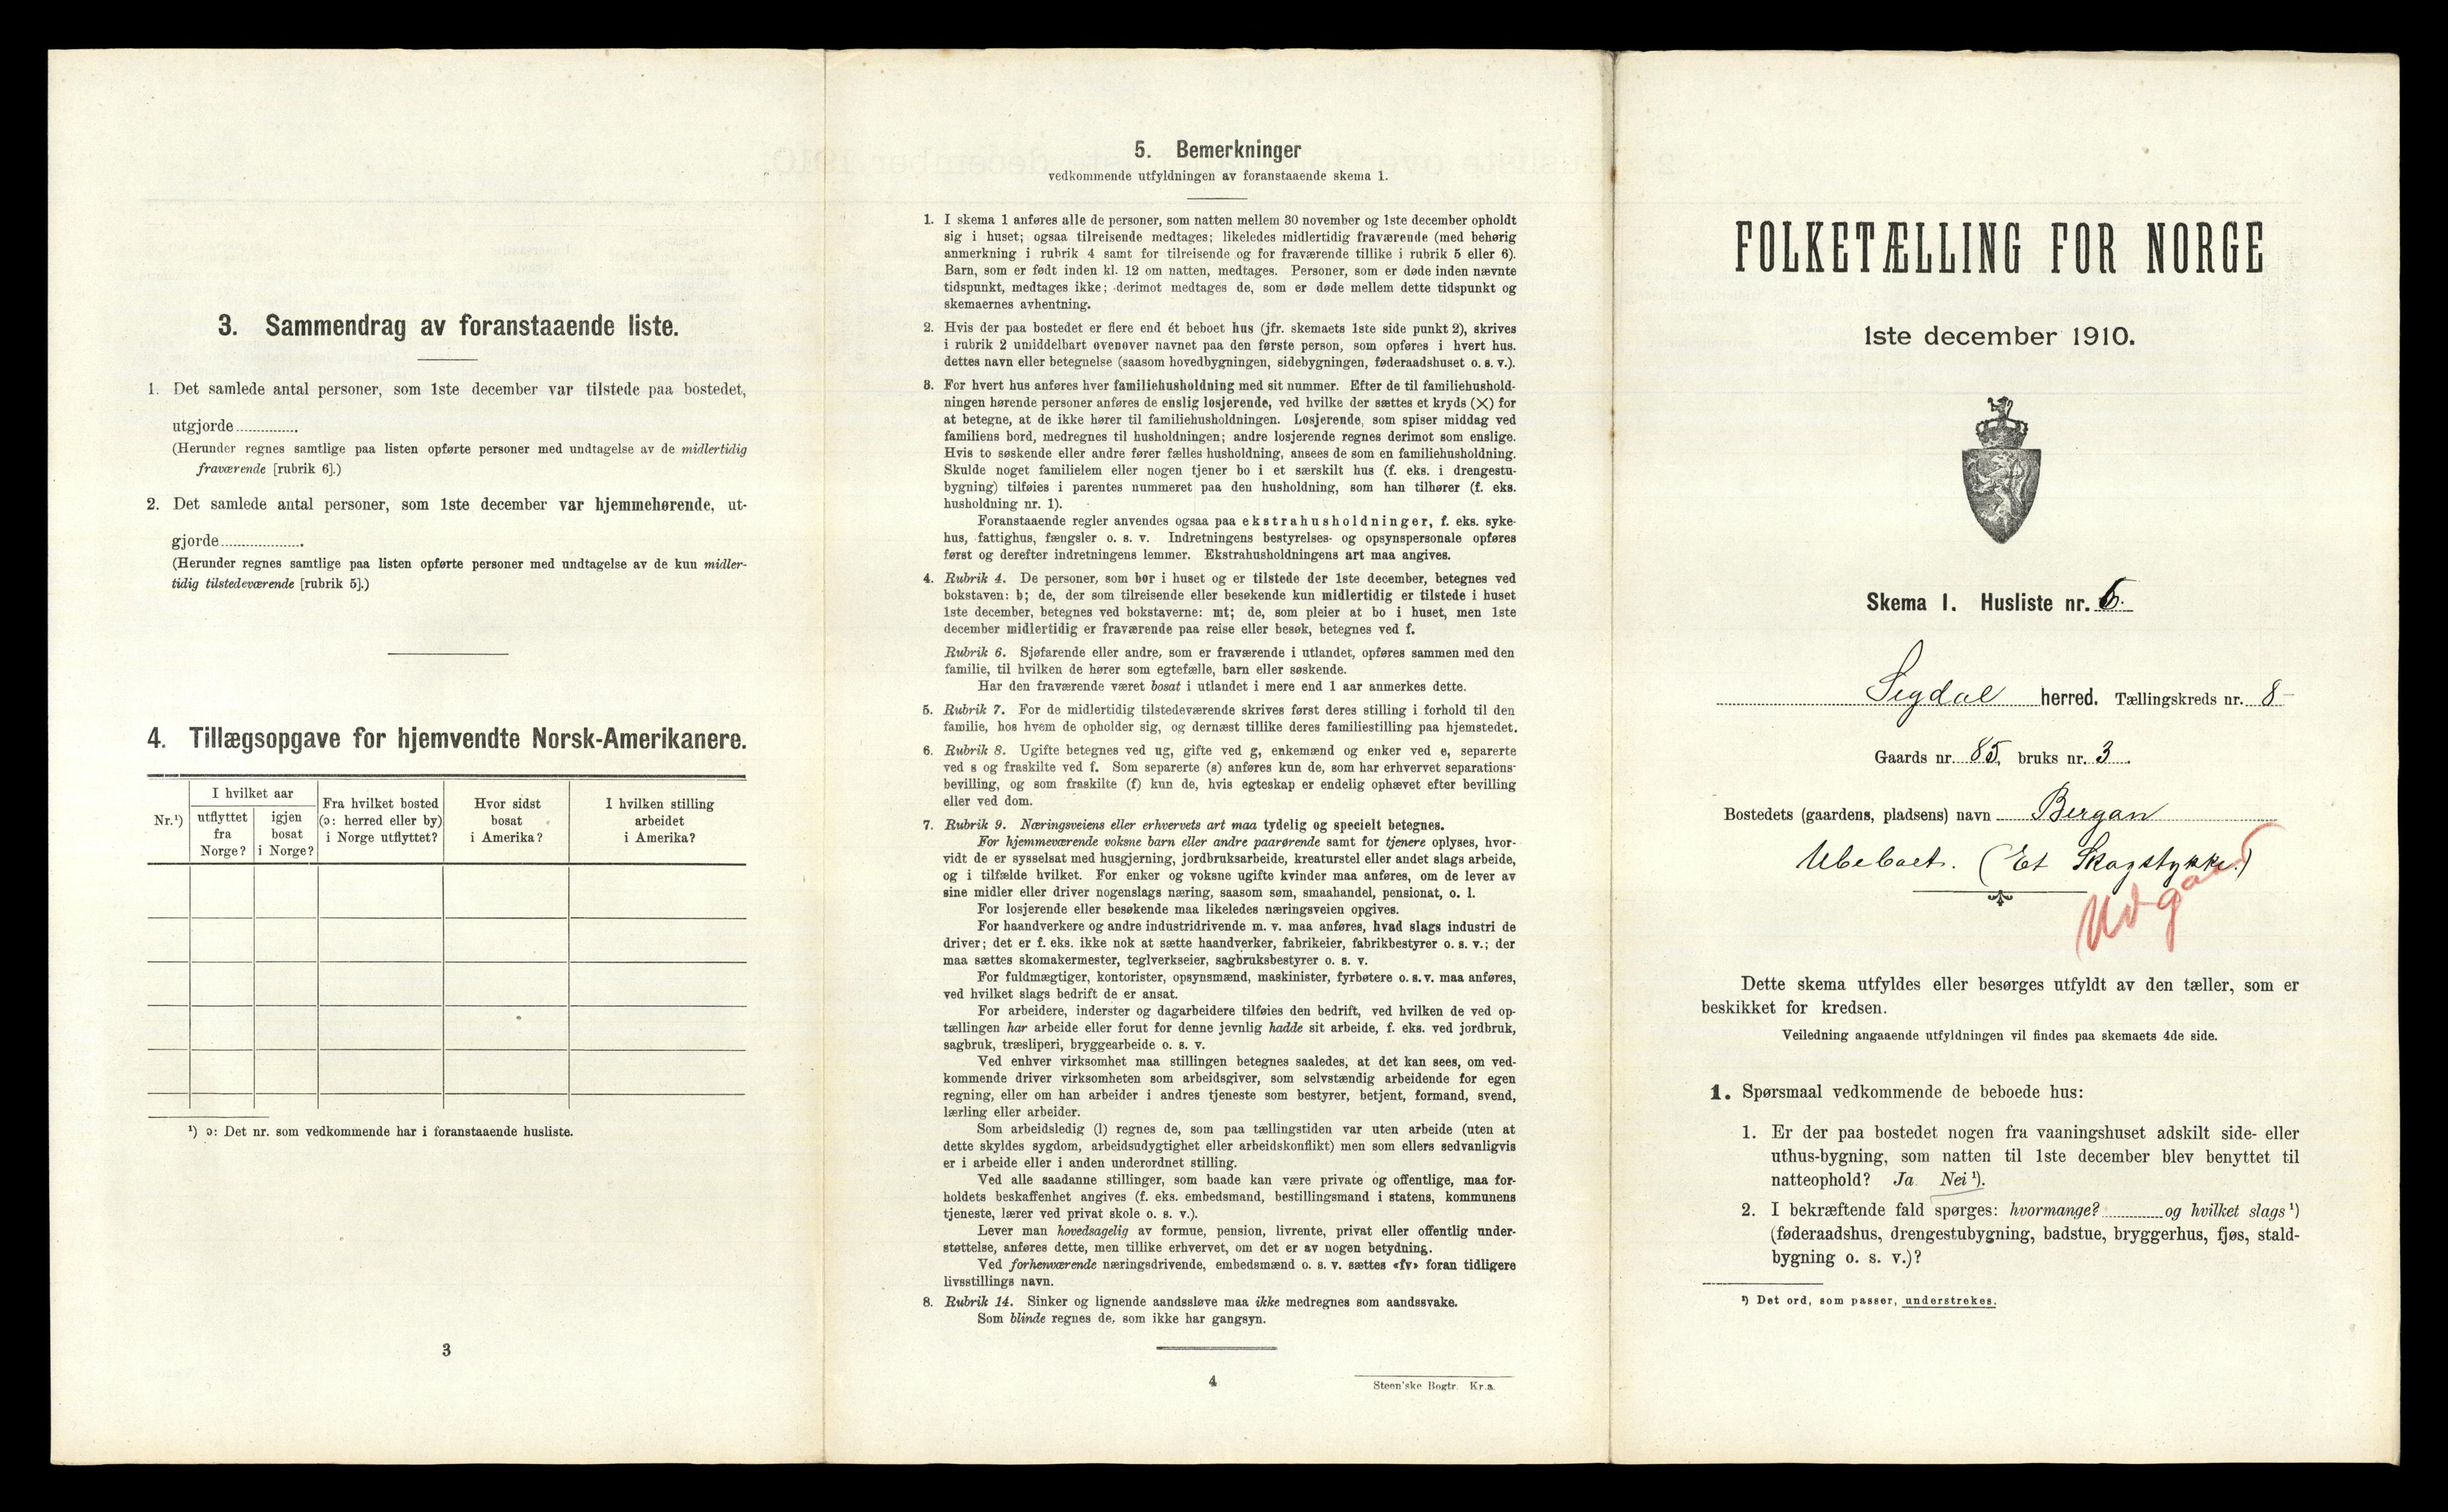 3. Sammendrag av foranstaaende liste.
1. Det samlede antal personer, som 1ste december var tilstede paa bostedet,
utgjorde
(Herunder regnes samtlige paa listen opførte personer med undtagelse av de midlertidig
fraværende [rubrik 6].)
2. Det samlede antal personer, som 1ste december var hjemmehørende, ut-
gjorde
(Herunder regnes samtlige paa listen opførte personer med undtagelse av de kun midler-
tidig tilstedeværende [rubrik 5].)
4. Tillægsopgave for hjemvendte Norsk-Amerikanere.
Nr.¹)
I hvilket aar
utflyttet
fra
Norge?
igjen
bosat
i Norge?
Fra hvilket bosted
(ɔ: herred eller by)
i Norge utflyttet?
Hvor sidst
bosat
i Amerika?
I hvilken stilling
arbeidet
i Amerika?
¹) ɔ: Det nr. som vedkommende har i foranstaaende husliste.
3
5. Bemerkninger
vedkommende utfyldningen av foranstaaende skema 1.
1. I skema 1 anføres alle de personer, som natten mellem 30 november og 1ste december opholdt
sig i huset; ogsaa tilreisende medtages; likeledes midlertidig fraværende (med behørig
anmerkning i rubrik 4 samt for tilreisende og for fraværende tillike i rubrik 5 eller 6).
Barn, som er født inden kl. 12 om natten, medtages. Personer, som er døde inden nævnte
tidspunkt, medtages ikke; derimot medtages de, som er døde mellem dette tidspunkt og
skemaernes avhentning.
2. Hvis der paa bostedet er flere end ét beboet hus (jfr. skemaets 1ste side punkt 2), skrives
i rubrik 2 umiddelbart ovenover navnet paa den første person, som opføres i hvert hus.
dettes navn eller betegnelse (saasom hovedbygningen, sidebygningen, føderaadshuset o. s. v.).
3. For hvert hus anføres hver familiehusholdning med sit nummer. Efter de til familiehushold-
ningen hørende personer anføres de enslig losjerende, ved hvilke der sættes et kryds (×) for
at betegne, at de ikke hører til familiehusholdningen. Losjerende, som spiser middag ved
familiens bord, medregnes til husholdningen; andre losjerende regnes derimot som enslige.
Hvis to søskende eller andre fører fælles husholdning, ansees de som en familiehusholdning.
Skulde noget familielem eller nogen tjener bo i et særskilt hus (f. eks. i drengestu-
bygning) tilføies i parentes nummeret paa den husholdning, som han tilhører (f. eks.
husholdning nr. 1).
Foranstaaende regler anvendes ogsaa paa ekstrahusholdninger, f. eks. syke-
hus, fattighus, fængsler o. s. v. Indretningens bestyrelses- og opsynspersonale opføres
først og derefter indretningens lemmer. Ekstrahusholdningens art maa angives.
4. Rubrik 4. De personer, som bor i huset og er tilstede der 1ste december, betegnes ved
bokstaven: b; de, der som tilreisende eller besøkende kun midlertidig er tilstede i huset
1ste december, betegnes ved bokstaverne: mt; de, som pleier at bo i huset, men 1ste
december midlertidig er fraværende paa reise eller besøk, betegnes ved f.
Rubrik 6. Sjøfarende eller andre, som er fraværende i utlandet, opføres sammen med den
familie, til hvilken de hører som egtefælle, barn eller søskende.
Har den fraværende været bosat i utlandet i mere end 1 aar anmerkes dette.
5. Rubrik 7. For de midlertidig tilstedeværende skrives først deres stilling i forhold til den
familie, hos hvem de opholder sig, og dernæst tillike deres familiestilling paa hjemstedet.
6. Rubrik 8. Ugifte betegnes ved ug, gifte ved g, enkemænd og enker ved e, separerte
ved s og fraskilte ved f. Som separerte (s) anføres kun de, som har erhvervet separations-
bevilling, og som fraskilte (f) kun de, hvis egteskap er endelig ophævet efter bevilling
eller ved dom.
7. Rubrik 9. Næringsveiens eller erhvervets art maa tydelig og specielt betegnes.
For hjemmeværende voksne barn eller andre paarørende samt for tjenere oplyses, hvor-
vidt de er sysselsat med husgjerning, jordbruksarbeide, kreaturstel eller andet slags arbeide,
og i tilfælde hvilket. For enker og voksne ugifte kvinder maa anføres, om de lever av
sine midler eller driver nogenslags næring, saasom søm, smaahandel, pensionat, o. l.
For losjerende eller besøkende maa likeledes næringsveien opgives.
For haandverkere og andre industridrivende m. v. maa anføres, hvad slags industri de
driver; det er f. eks. ikke nok at sætte haandverker, fabrikeier, fabrikbestyrer o. s. v.; der
maa sættes skomakermester, teglverkseier, sagbruksbestyrer o. s. v.
For fuldmægtiger, kontorister, opsynsmænd, maskinister, fyrbøtere o. s. v. maa anføres,
ved hvilket slags bedrift de er ansat.
For arbeidere, inderster og dagarbeidere tilføies den bedrift, ved hvilken de ved op-
tællingen har arbeide eller forut for denne jevnlig hadde sit arbeide, f. eks. ved jordbruk,
sagbruk, træsliperi, bryggearbeide o. s. v.
Ved enhver virksomhet maa stillingen betegnes saaledes, at det kan sees, om ved-
kommende driver virksomheten som arbeidsgiver, som selvstændig arbeidende for egen
regning, eller om han arbeider i andres tjeneste som bestyrer, betjent, formand, svend,
lærling eller arbeider.
Som arbeidsledig (l) regnes de, som paa tællingstiden var uten arbeide (uten at
dette skyldes sygdom, arbeidsudygtighet eller arbeidskonflikt) men som ellers sedvanligvis
er i arbeide eller i anden underordnet stilling.
Ved alle saadanne stillinger, som baade kan være private og offentlige, maa for-
holdets beskaffenhet angives (f. eks. embedsmand, bestillingsmand i statens, kommunens
tjeneste, lærer ved privat skole o. s. v.).
Lever man hovedsagelig av formue, pension, livrente, privat eller offentlig under-
støttelse, anføres dette, men tillike erhvervet, om det er av nogen betydning.
Ved forhenværende næringsdrivende, embedsmænd o. s. v. sættes «fv» foran tidligere
livsstillings navn.
8. Rubrik 14. Sinker og lignende aandssløve maa ikke medregnes som aandssvake.
Som blinde regnes de, som ikke har gangsyn.
4
Steen'ske Bogtr. Kr.a.
FOLKETÆLLING FOR NORGE
1ste december 1910.
Skema 1. Husliste nr. 6.
Sigdal herred. Tællingskreds nr. 8
Gaards nr. 85, bruks nr. 3.
Bostedets (gaardens, pladsens) navn Bergan
Ubeboet. (Et Skogstykke.)
Udgaar
Dette skema utfyldes eller besørges utfyldt av den tæller, som er
beskikket for kredsen.
Veiledning angaaende utfyldningen vil findes paa skemaets 4de side.
1. Spørsmaal vedkommende de beboede hus:
1. Er der paa bostedet nogen fra vaaningshuset adskilt side- eller
uthus-bygning, som natten til 1ste december blev benyttet til
natteophold? Ja Nei ¹).
2. I bekræftende fald spørges: hvormange? og hvilket slags ¹)
(føderaadshus, drengestubygning, badstue, bryggerhus, fjøs, stald-
bygning o. s. v.)?
¹) Det ord, som passer, understrekes.